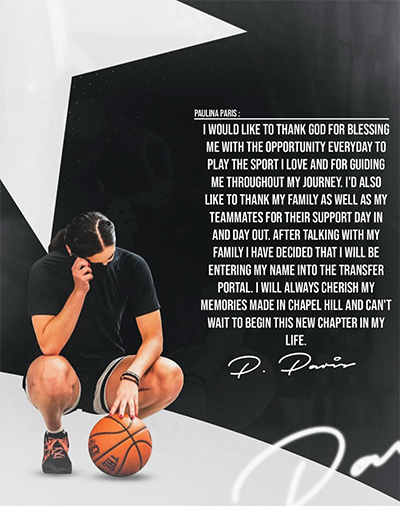 PAULINA PARIS :
I WOULD LIKE TO THANK GOD FOR BLESSING
ME WITH THE OPPORTUNITY EVERYDAY TO
PLAY THE SPORT I LOVE AND FOR GUIDING
ME THROUGHOUT MY JOURNEY. I'D ALSO
LIKE TO THANK MY FAMILY AS WELL AS MY
TEAMMATES FOR THEIR SUPPORT DAY IN
AND DAY OUT. AFTER TALKING WITH MY
FAMILY I HAVE DECIDED THAT I WILL BE
ENTERING MY NAME INTO THE TRANSFER
PORTAL. I WILL ALWAYS CHERISH MY
MEMORIES MADE IN CHAPEL HILL AND CAN'T
WAIT TO BEGIN THIS NEW CHAPTER IN MY
LIFE.
P. Paris